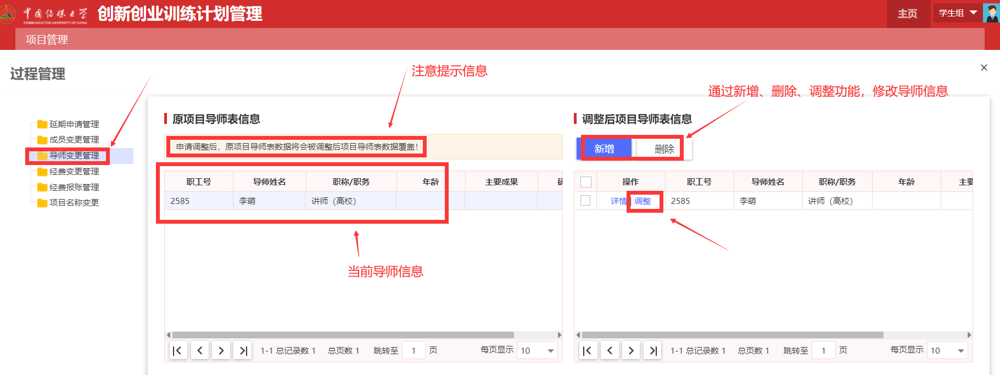 中国传媒大学
COMMUNICATION UNIVERSITY OF CHINA
创新创业训练计划管理
主页
学生组
项目管理
过程管理
注意提示信息
通过新增、删除、调整功能，修改导师信息
延期申请管理
成员变更管理
导师变更管理
经费变更管理
经费报账管理
项目名称变更
原项目导师表信息
申请调整后，原项目导师表数据将会被调整后项目导师表数据覆盖！
职工号 导师姓名 职称/职务 年龄 主要成果
2585 李萌 讲师（高校）
当前导师信息
1-1 总记录数 1 总页数 1 跳转至 1 页 每页显示 10
调整后项目导师表信息
新增 删除
操作 职工号 导师姓名 职称/职务 年龄 主要
详情 调整 2585 李萌 讲师（高校）
1-1 总记录数 1 总页数 1 跳转至 1 页 每页显示 10